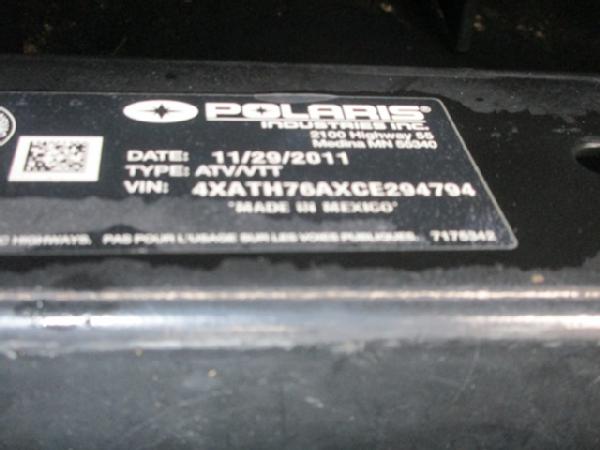 POLARIS®
INDUSTRIES INC.
2100 Highway 55
Medina MN 55340
DATE: 11/29/2011
TYPE: ATV/VTT
VIN: 4XATH76AXCE294794
"MADE IN MEXICO"
HIGHWAYS. PAS POUR L'USAGE SUR LES VOIES PUBLIQUES. 7175942